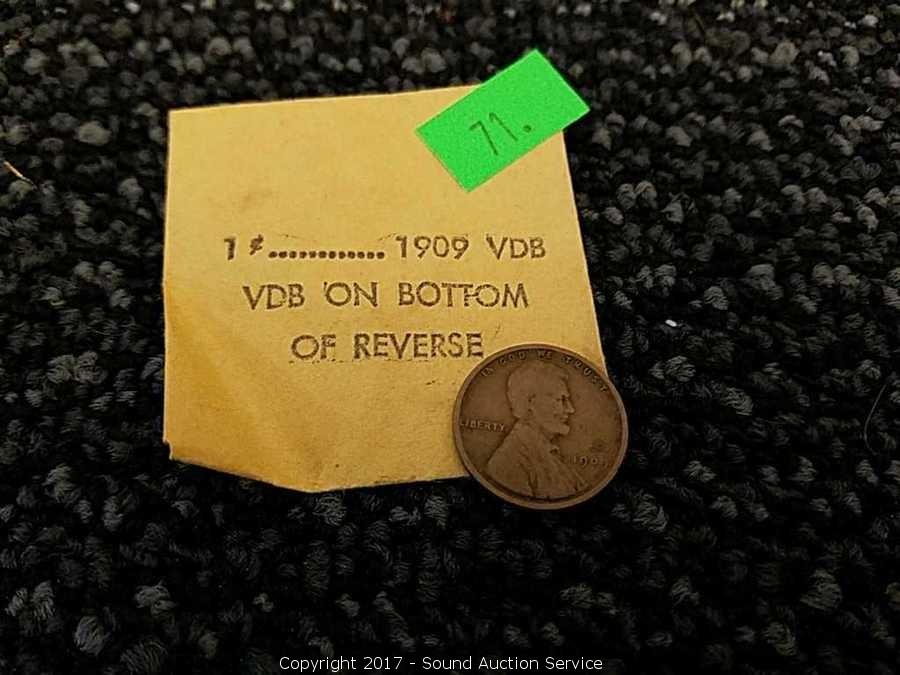 71.
1¢............ 1909 VDB
VDB ON BOTTOM
OF REVERSE
IN GOD WE TRUST
LIBERTY
1909
Copyright 2017 - Sound Auction Service